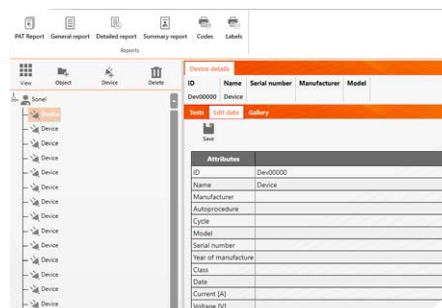 PAT Report General report Detailed report Summary report Codes Labels
Reports
View Object Device Delete
Sonel
Device
Device
Device
Device
Device
Device
Device
Device
Device
Device
Device
Device
Device
Device details
ID Name Serial number Manufacturer Model
Dev00000 Device
Tests Edit data Gallery
Save
Attributes
ID Dev00000
Name Device
Manufacturer
Autoprocedure
Cycle
Model
Serial number
Year of manufacture
Class
Date
Current [A]
Voltage [V]